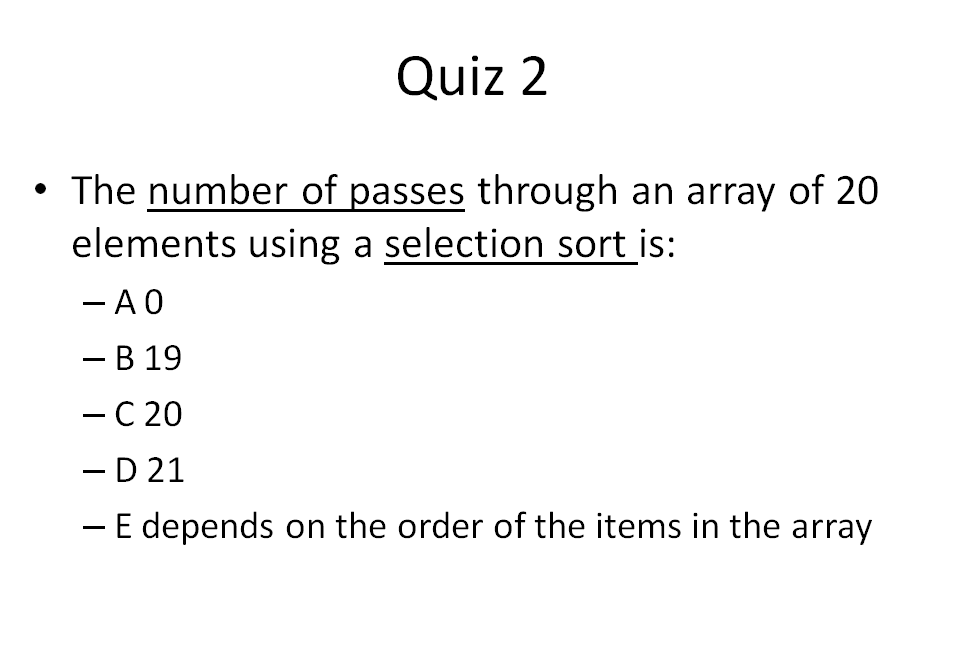 Quiz 2
• The number of passes through an array of 20
elements using a selection sort is:
– A 0
– B 19
– C 20
– D 21
– E depends on the order of the items in the array